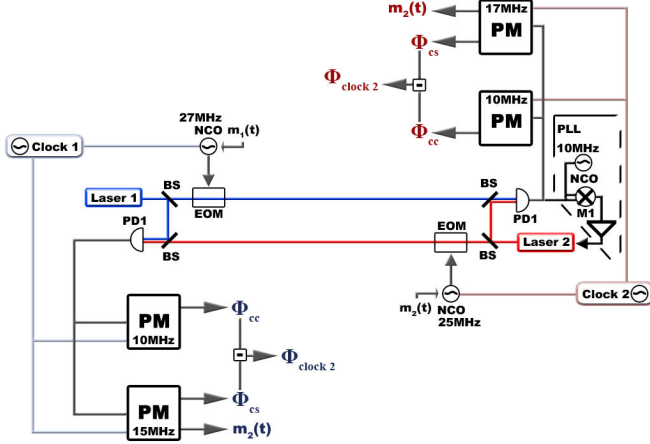 m₂(t)
17MHz
PM
Φcs
Φclock 2
-
10MHz
PM
Φcc
PLL
10MHz
NCO
M1
27MHz
NCO
m₁(t)
Clock 1
Laser 1
BS
EOM
BS
PD1
PD1
BS
EOM
BS
Laser 2
m₂(t)
NCO
25MHz
Clock 2
PM
10MHz
Φcc
-
Φclock 2
PM
15MHz
Φcs
m₂(t)